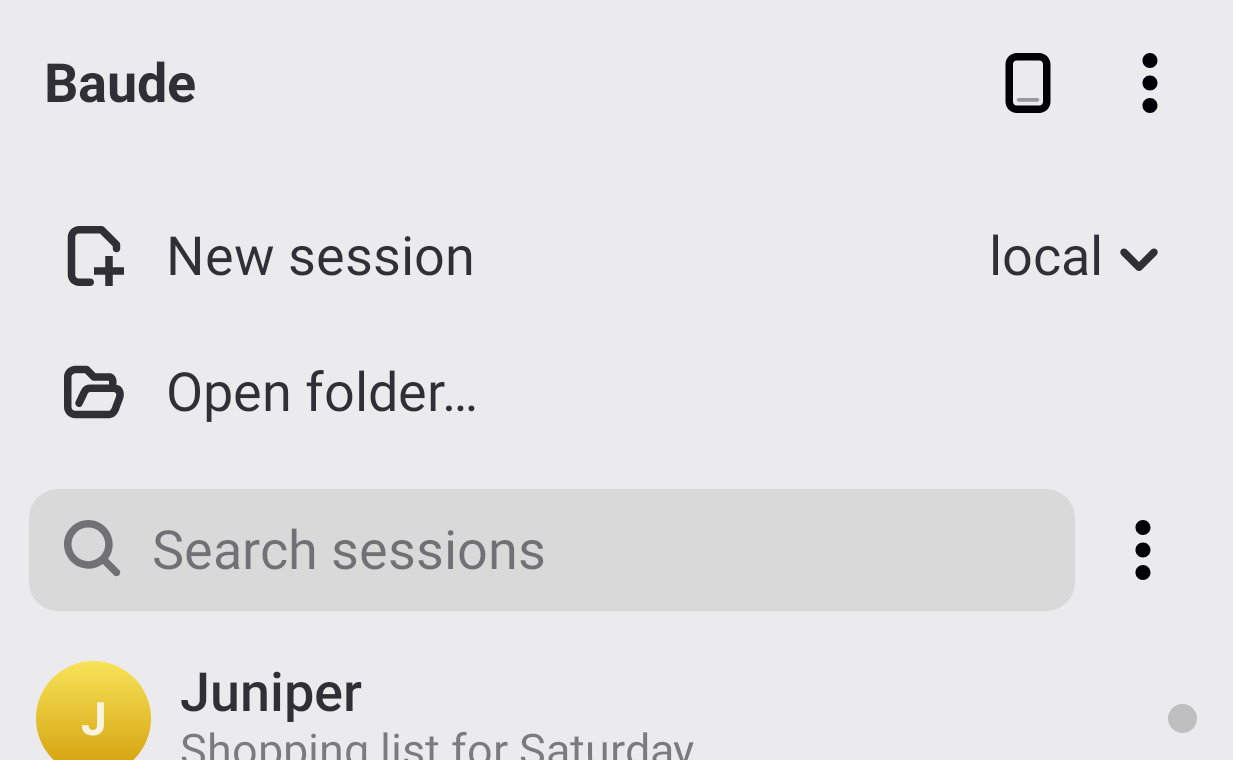 Baude
New session
local
Open folder...
Search sessions
J
Juniper
Shopping list for Saturday